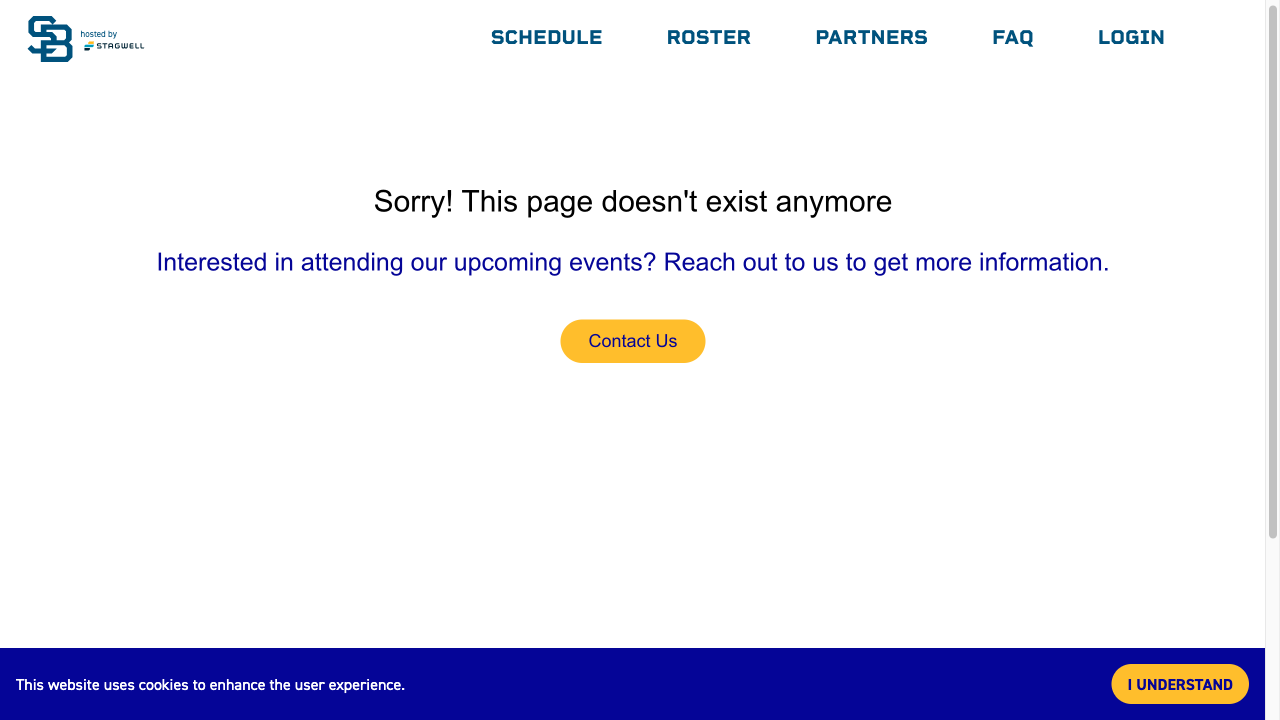 SB
hosted by
STAGWELL
SCHEDULE
ROSTER
PARTNERS
FAQ
LOGIN
Sorry! This page doesn't exist anymore
Interested in attending our upcoming events? Reach out to us to get more information.
Contact Us
This website uses cookies to enhance the user experience.
I UNDERSTAND